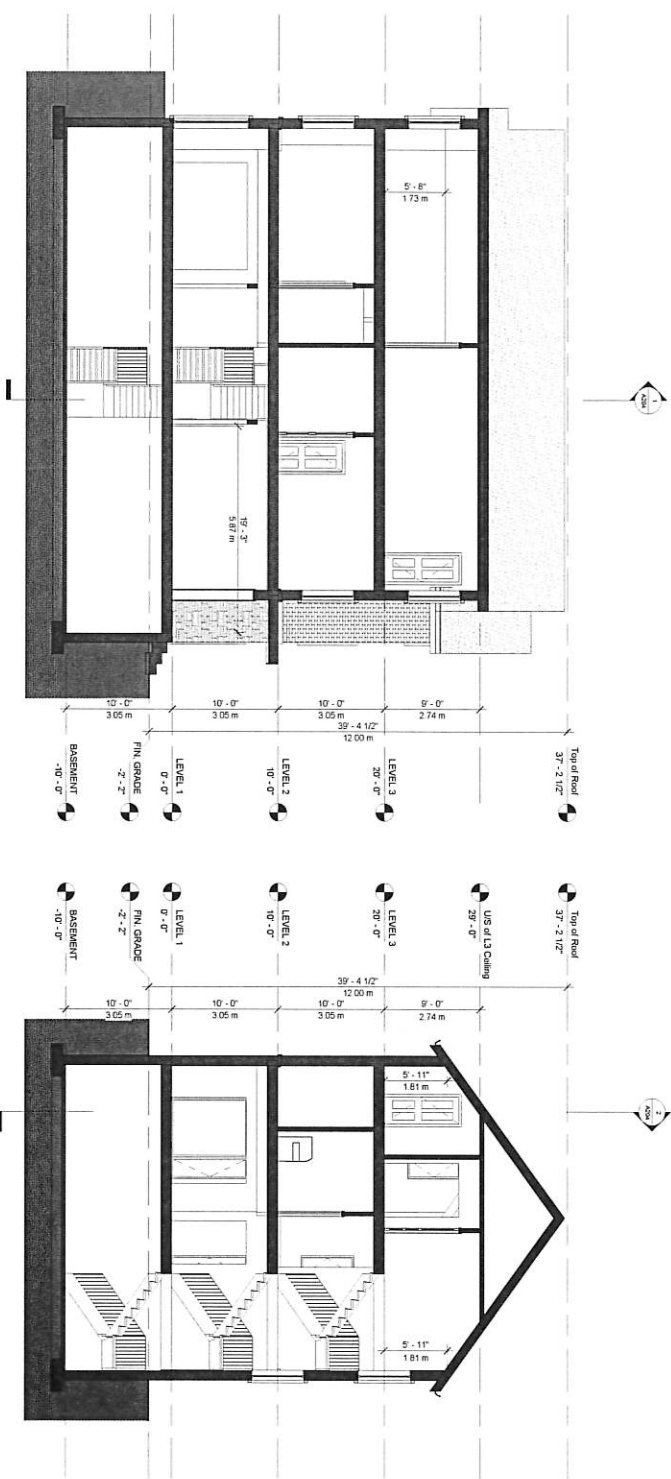 1
A204
5' - 8"
1.73 m
19' - 3"
5.87 m
10' - 0"
3.05 m
10' - 0"
3.05 m
10' - 0"
3.05 m
9' - 0"
2.74 m
39' - 4 1/2"
12.00 m
BASEMENT
-10' - 0"
FIN. GRADE
-2' - 2"
LEVEL 1
0' - 0"
LEVEL 2
10' - 0"
LEVEL 3
20' - 0"
Top of Roof
37' - 2 1/2"
BASEMENT
-10' - 0"
FIN. GRADE
-2' - 2"
LEVEL 1
0' - 0"
LEVEL 2
10' - 0"
LEVEL 3
20' - 0"
U/S of L3 Ceiling
29' - 0"
Top of Roof
37' - 2 1/2"
39' - 4 1/2"
12.00 m
10' - 0"
3.05 m
10' - 0"
3.05 m
10' - 0"
3.05 m
9' - 0"
2.74 m
2
A204
5' - 11"
1.81 m
5' - 11"
1.81 m